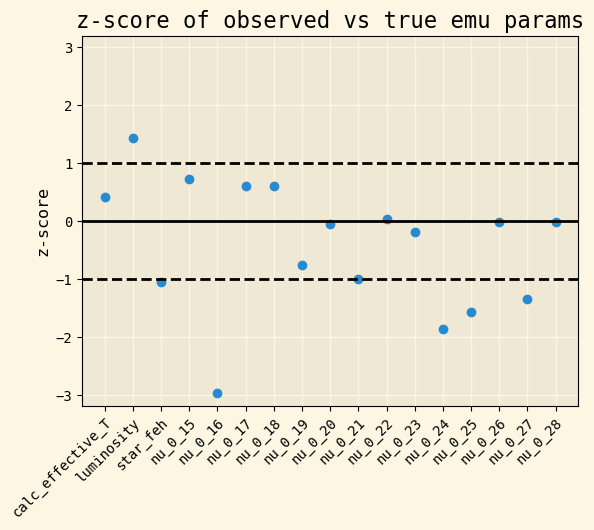 z-score of observed vs true emu params
z-score
3
2
1
0
−1
−2
−3
calc_effective_T
luminosity
star_feh
nu_0_15
nu_0_16
nu_0_17
nu_0_18
nu_0_19
nu_0_20
nu_0_21
nu_0_22
nu_0_23
nu_0_24
nu_0_25
nu_0_26
nu_0_27
nu_0_28